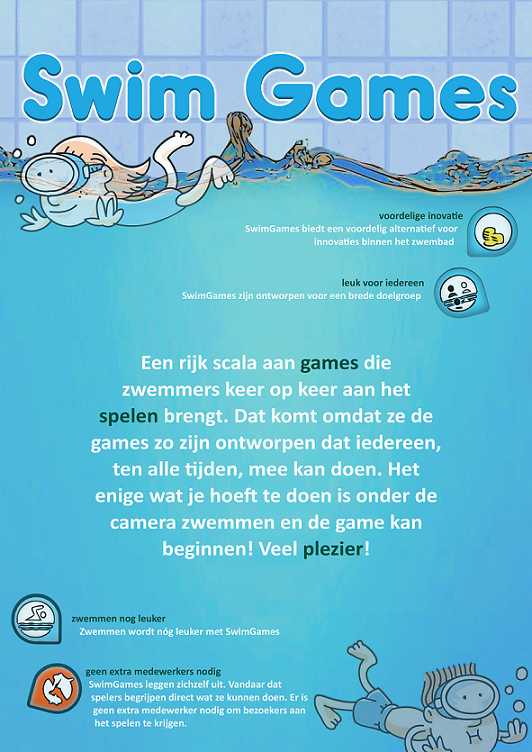 Swim Games
voordelige inovatie
SwimGames biedt een voordelig alternatief voor
innovaties binnen het zwembad
leuk voor iedereen
SwimGames zijn ontworpen voor een brede doelgroep
Een rijk scala aan games die
zwemmers keer op keer aan het
spelen brengt. Dat komt omdat ze de
games zo zijn ontworpen dat iedereen,
ten alle tijden, mee kan doen. Het
enige wat je hoeft te doen is onder de
camera zwemmen en de game kan
beginnen! Veel plezier!
zwemmen nog leuker
Zwemmen wordt nóg leuker met SwimGames
geen extra medewerkers nodig
SwimGames leggen zichzelf uit. Vandaar dat
spelers begrijpen direct wat ze kunnen doen. Er is
geen extra medewerker nodig om bezoekers aan
het spelen te krijgen.